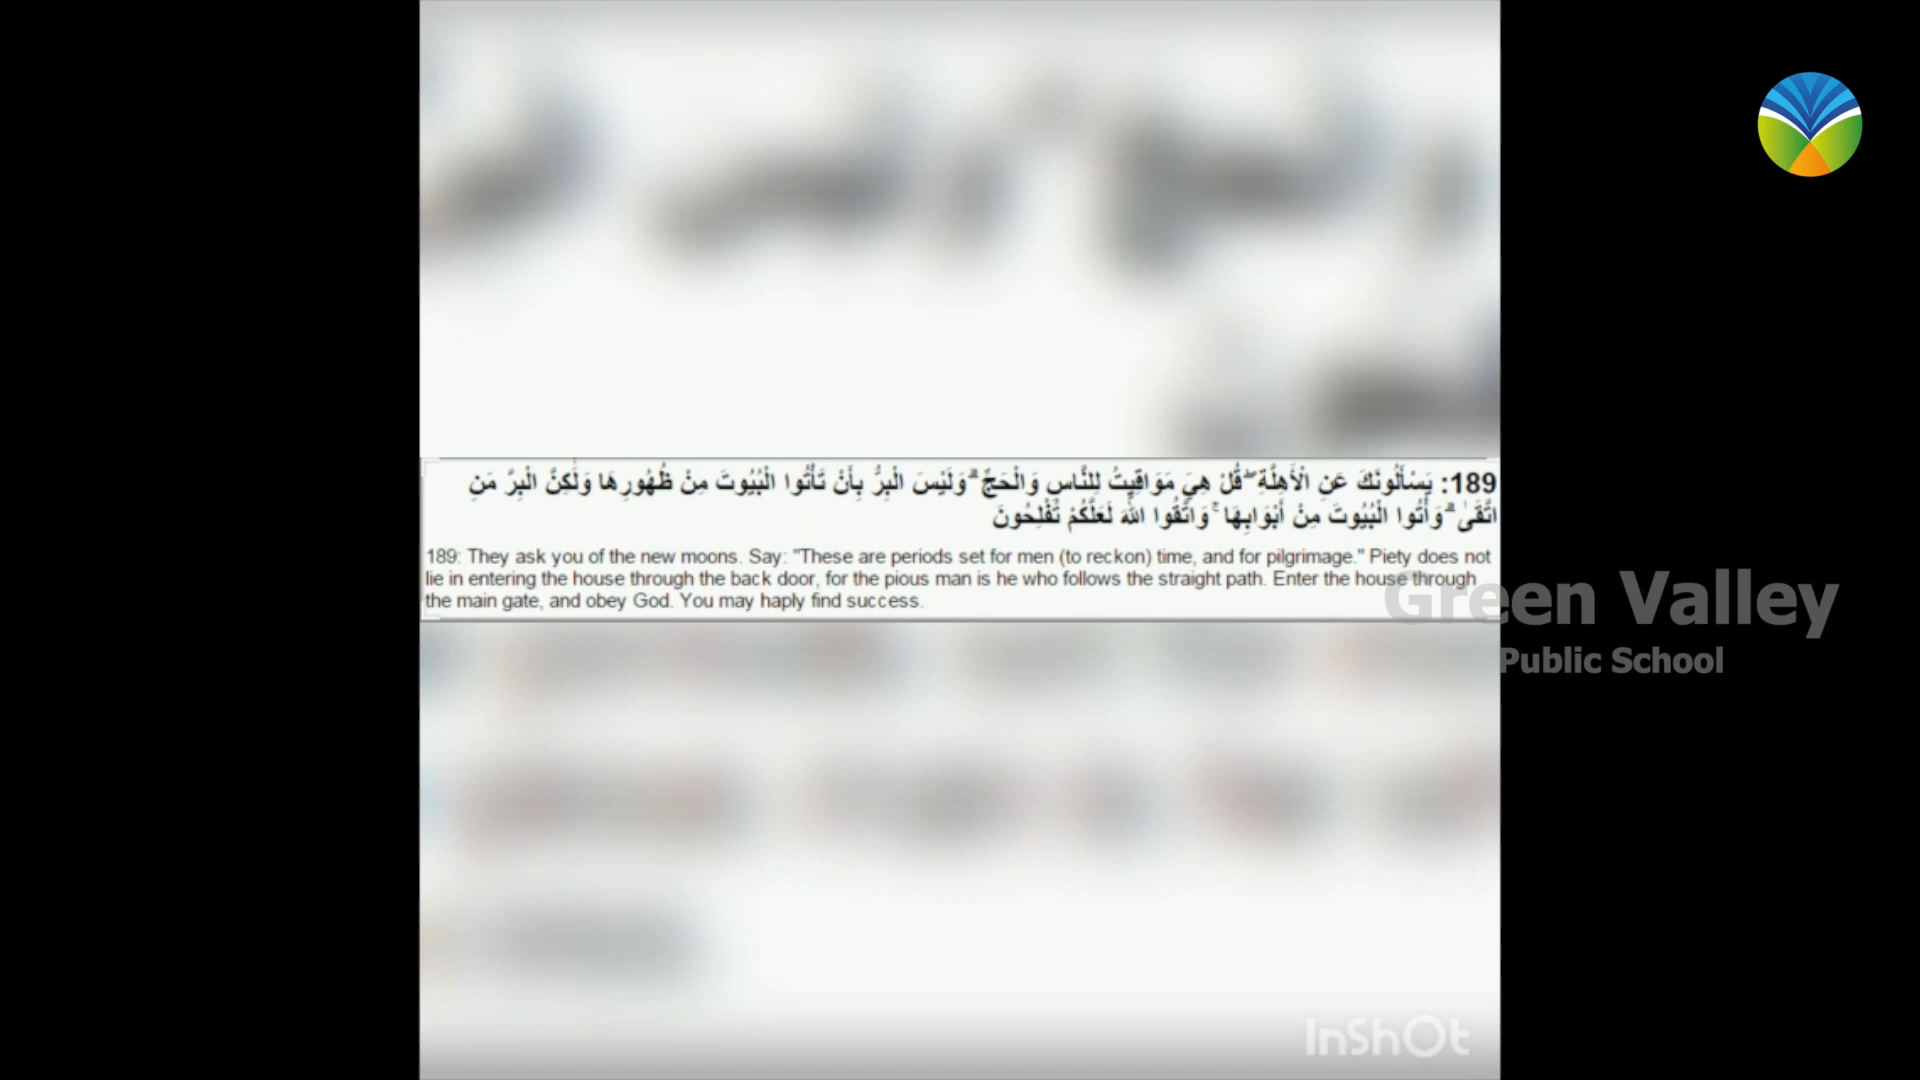 189: يَسْأَلُونَكَ عَنِ الْأَهِلَّةِ ۖ قُلْ هِيَ مَوَاقِيتُ لِلنَّاسِ وَالْحَجِّ ۗ وَلَيْسَ الْبِرُّ بِأَنْ تَأْتُوا الْبُيُوتَ مِنْ ظُهُورِهَا وَلَٰكِنَّ الْبِرَّ مَنِ
اتَّقَىٰ ۗ وَأْتُوا الْبُيُوتَ مِنْ أَبْوَابِهَا ۚ وَاتَّقُوا اللَّهَ لَعَلَّكُمْ تُفْلِحُونَ
189: They ask you of the new moons. Say: "These are periods set for men (to reckon) time, and for pilgrimage." Piety does not
lie in entering the house through the back door, for the pious man is he who follows the straight path. Enter the house through
the main gate, and obey God. You may haply find success.
Green Valley
Public School
InShOt